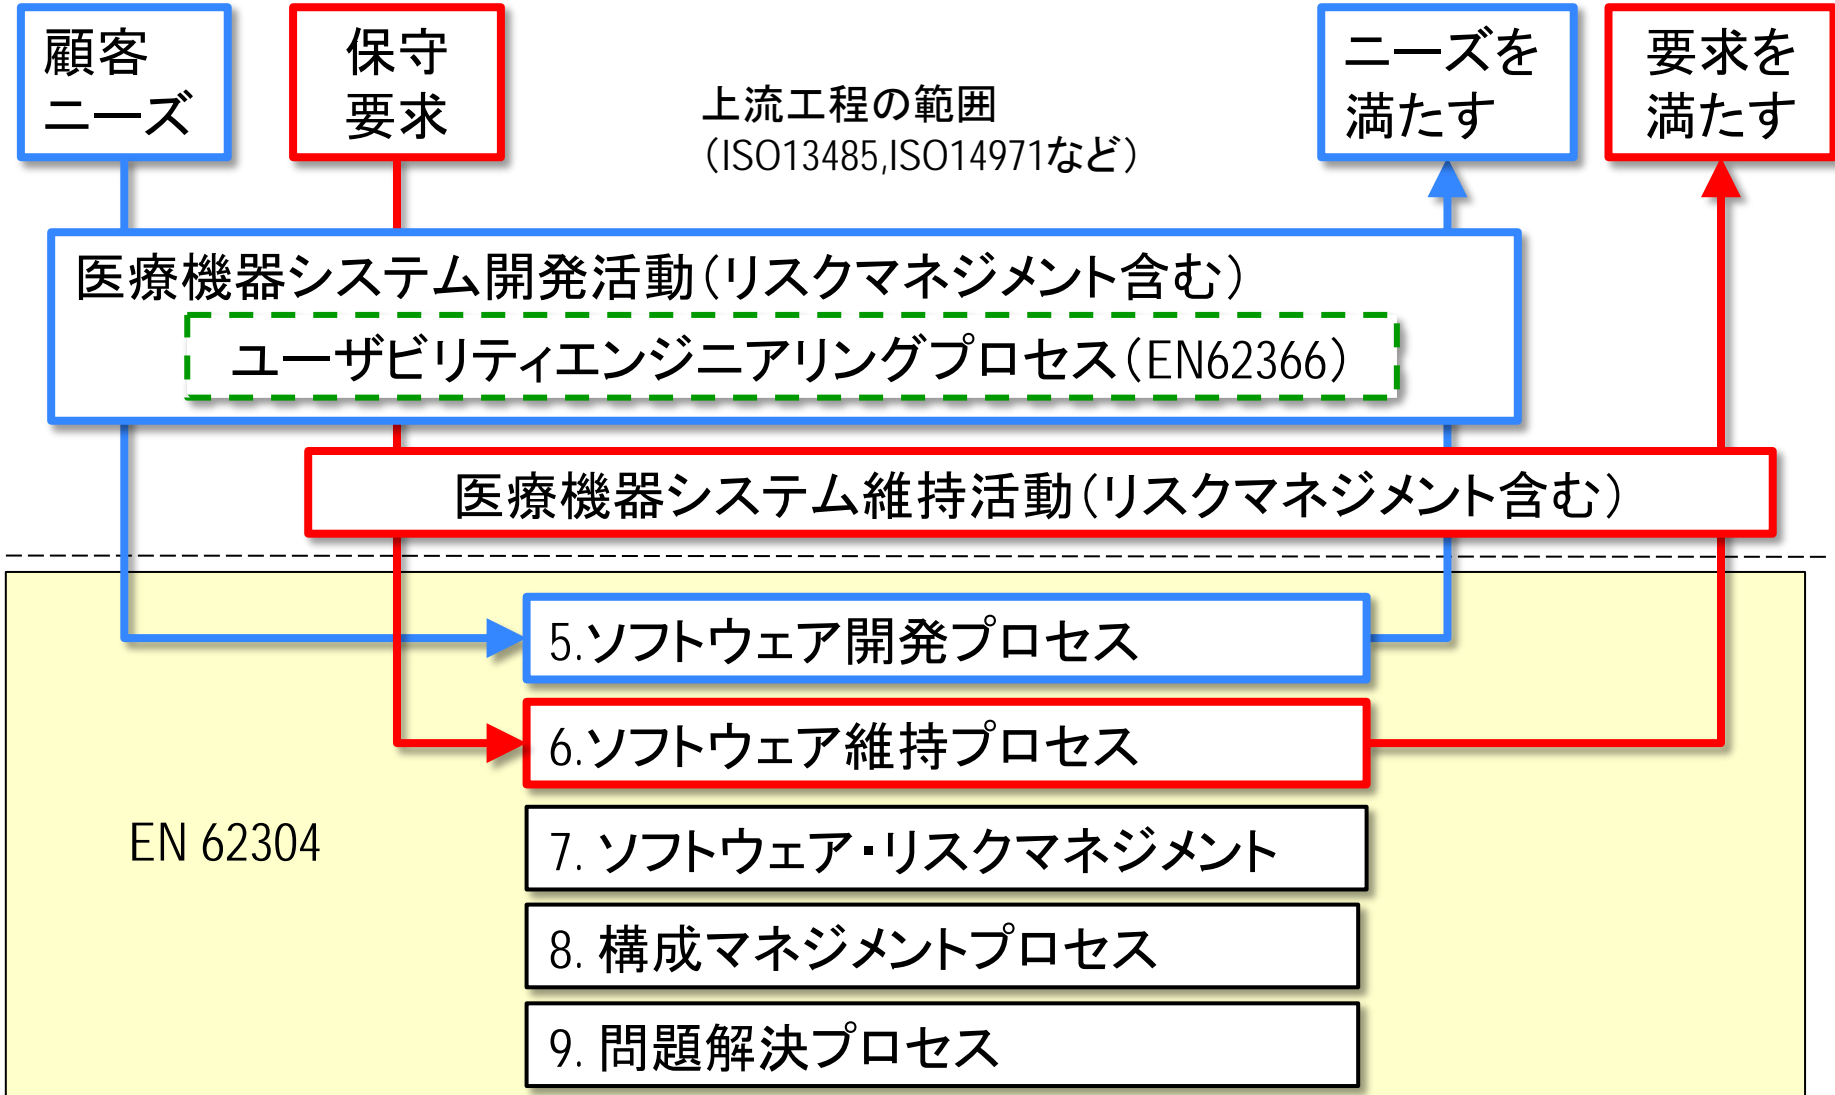 顧客
ニーズ
保守
要求
上流工程の範囲
（ISO13485,ISO14971など）
ニーズを
満たす
要求を
満たす
医療機器システム開発活動（リスクマネジメント含む）
ユーザビリティエンジニアリングプロセス（EN62366）
医療機器システム維持活動（リスクマネジメント含む）
5.ソフトウェア開発プロセス
6.ソフトウェア維持プロセス
EN 62304
7. ソフトウェア・リスクマネジメント
8. 構成マネジメントプロセス
9. 問題解決プロセス